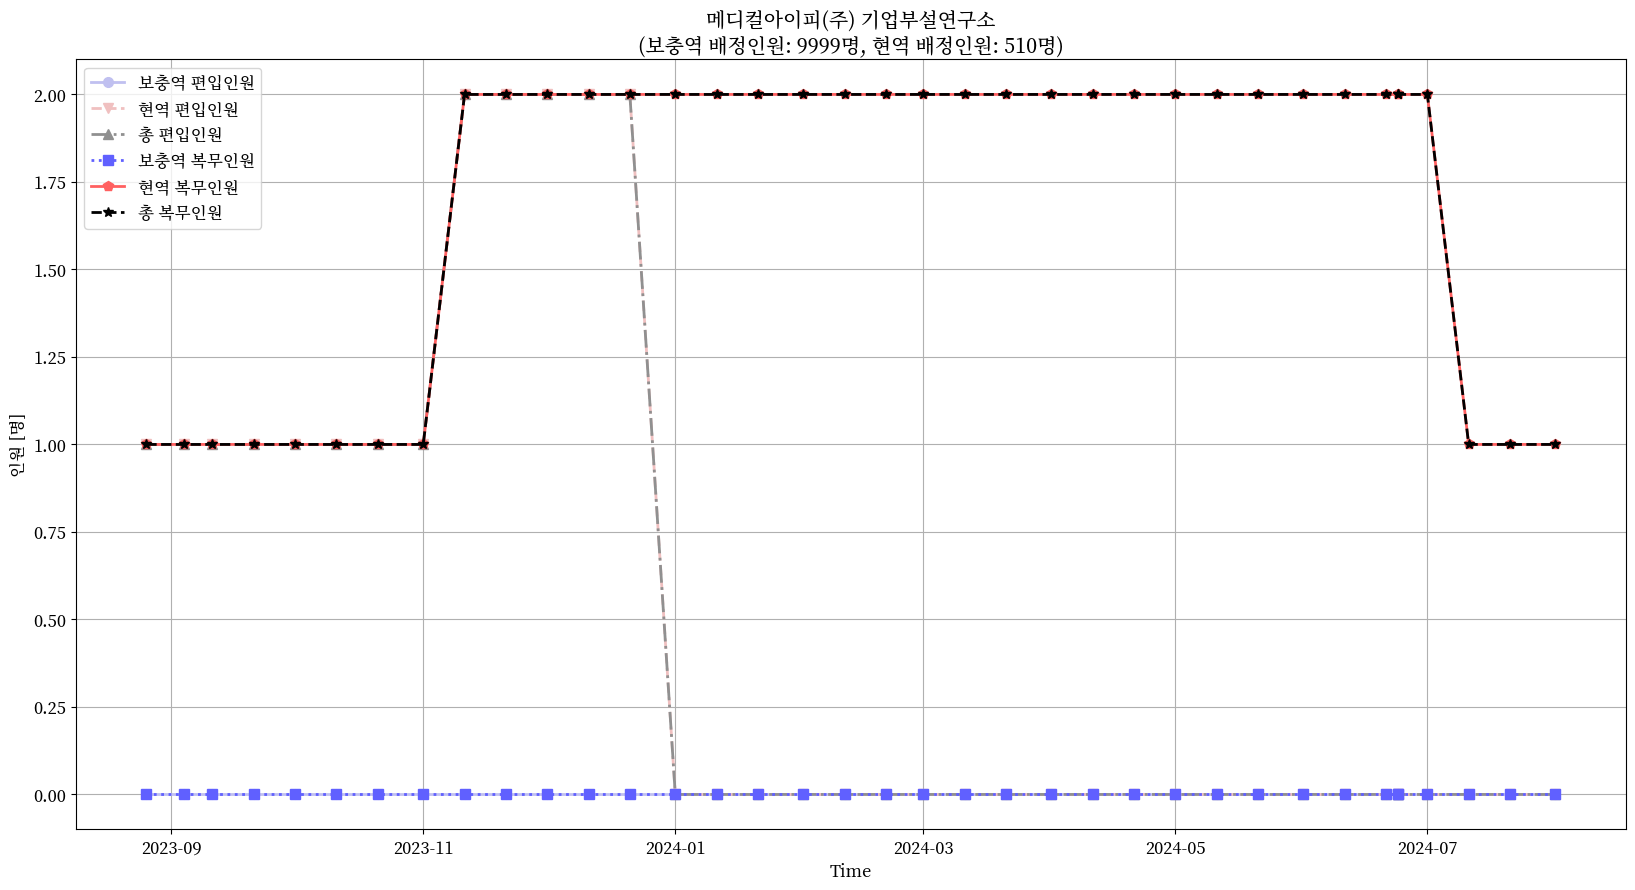 메디컬아이피(주) 기업부설연구소
(보충역 배정인원: 9999명, 현역 배정인원: 510명)
보충역 편입인원
현역 편입인원
총 편입인원
보충역 복무인원
현역 복무인원
총 복무인원
2.00
1.75
1.50
1.25
1.00
0.75
0.50
0.25
0.00
인원 [명]
2023-09
2023-11
2024-01
2024-03
2024-05
2024-07
Time